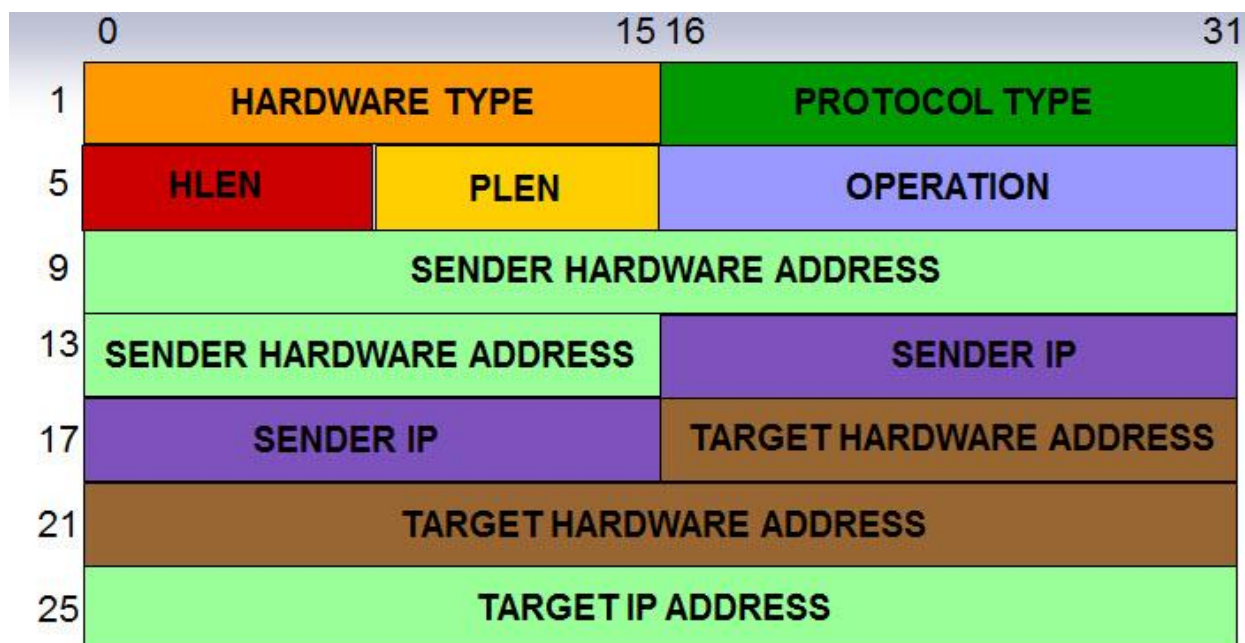 0 15 16 31
1 HARDWARE TYPE PROTOCOL TYPE
5 HLEN PLEN OPERATION
9 SENDER HARDWARE ADDRESS
13 SENDER HARDWARE ADDRESS SENDER IP
17 SENDER IP TARGET HARDWARE ADDRESS
21 TARGET HARDWARE ADDRESS
25 TARGET IP ADDRESS